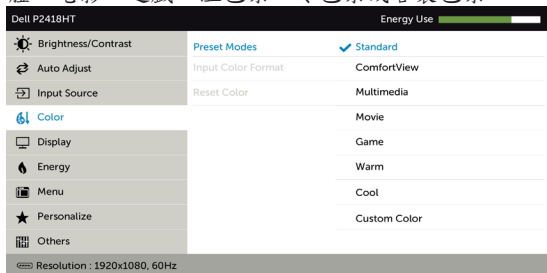 Dell P2418HT
Energy Use
Brightness/Contrast
Auto Adjust
Input Source
Color
Display
Energy
Menu
Personalize
Others
Preset Modes
Input Color Format
Reset Color
Standard
ComfortView
Multimedia
Movie
Game
Warm
Cool
Custom Color
Resolution : 1920x1080, 60Hz